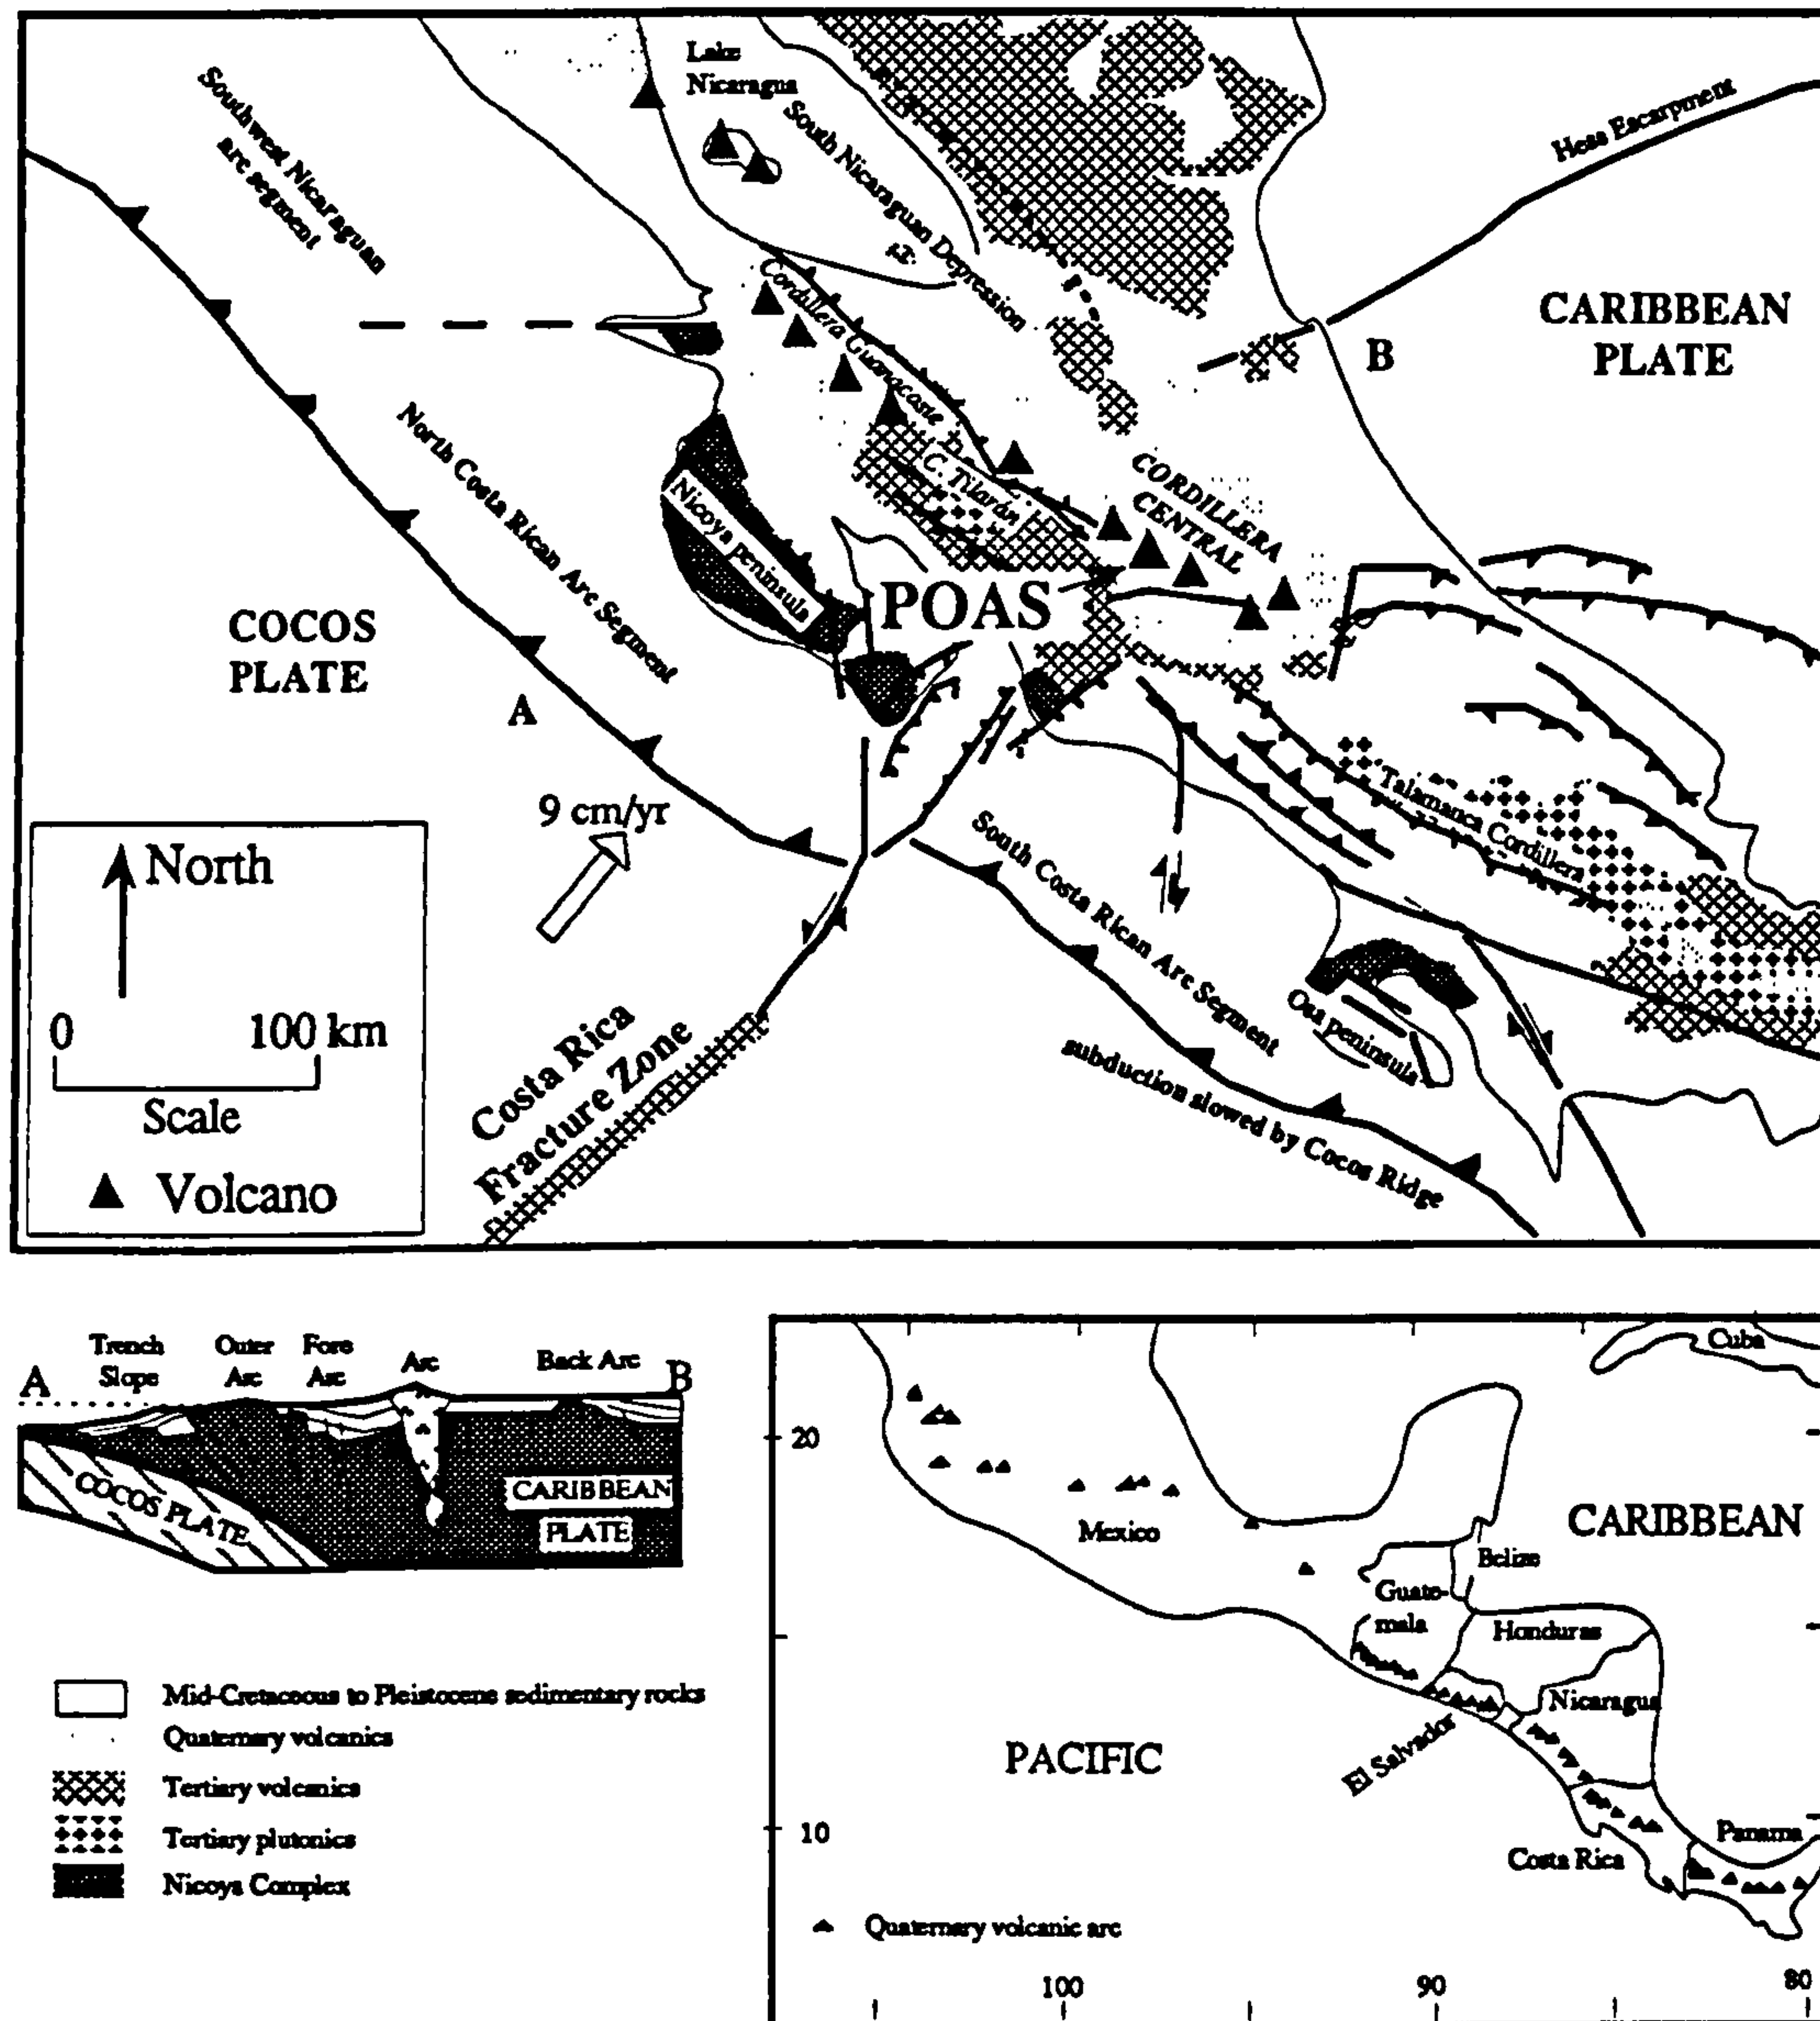 Lake
Nicaragua
Southwest Nicaraguan
arc segment
South Nicaraguan Depression
Hess Escarpment
CARIBBEAN
PLATE
B
Cordillera Guanacaste
North Costa Rican Arc Segment
C. Tilarán
CORDILLERA
CENTRAL
Nicoya peninsula
POAS
COCOS
PLATE
A
9 cm/yr
North
0 100 km
Scale
Volcano
Talamanca Cordillera
South Costa Rican Arc Segment
Osa peninsula
subduction slowed by Cocos Ridge
Costa Rica
Fracture Zone
A
Trench
Slope
Outer
Arc
Fore
Arc
Arc
Back Arc
B
COCOS PLATE
CARIBBEAN
PLATE
Mid-Cretaceous to Pleistocene sedimentary rocks
Quaternary volcanics
Tertiary volcanics
Tertiary plutonics
Nicoya Complex
Cuba
20
Mexico
CARIBBEAN
Belize
Guate-
mala
Honduras
Nicaragua
El Salvador
PACIFIC
10
Costa Rica
Panama
Quaternary volcanic arc
100
90
80